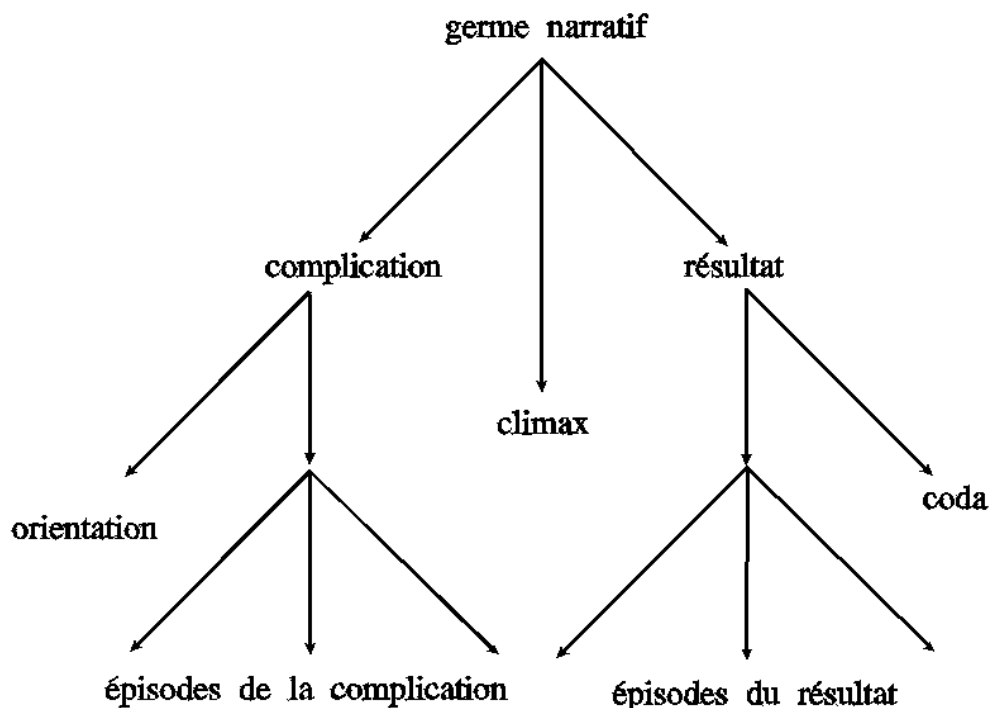 germe narratif
complication
résultat
climax
coda
orientation
épisodes de la complication
épisodes du résultat